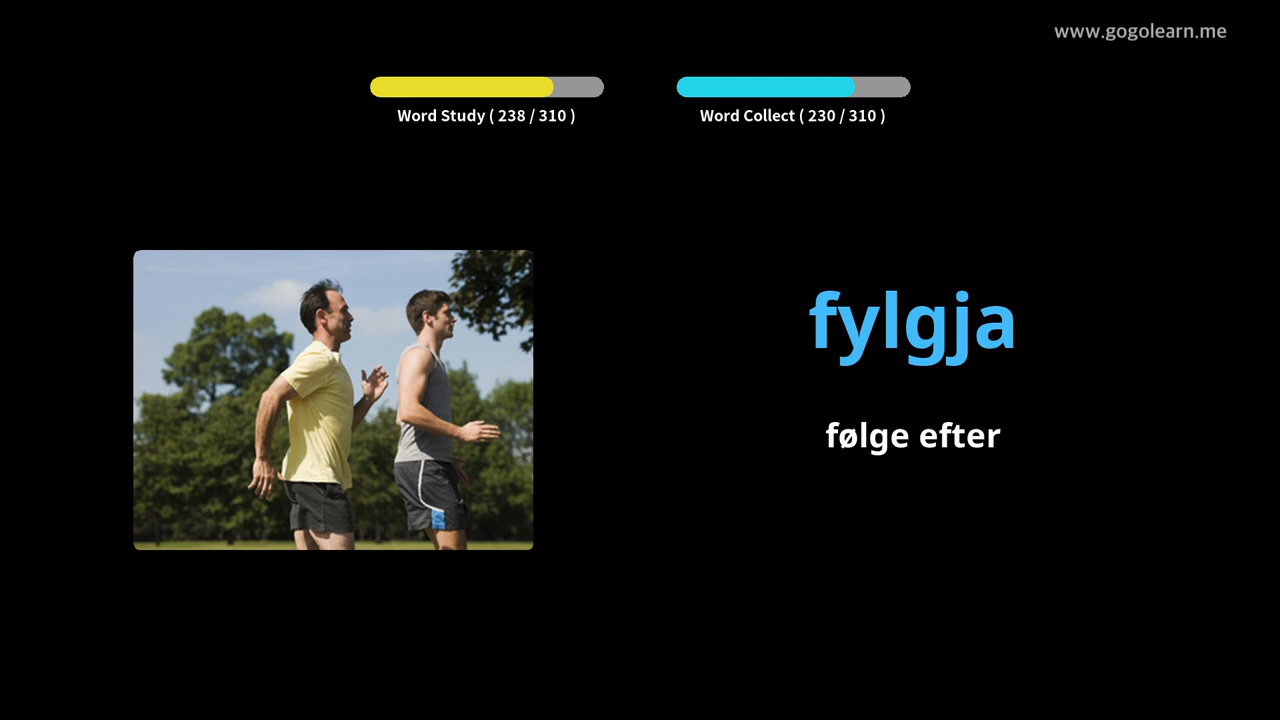 www.gogolearn.me
Word Study ( 238 / 310 )
Word Collect ( 230 / 310 )
fylgja
følge efter